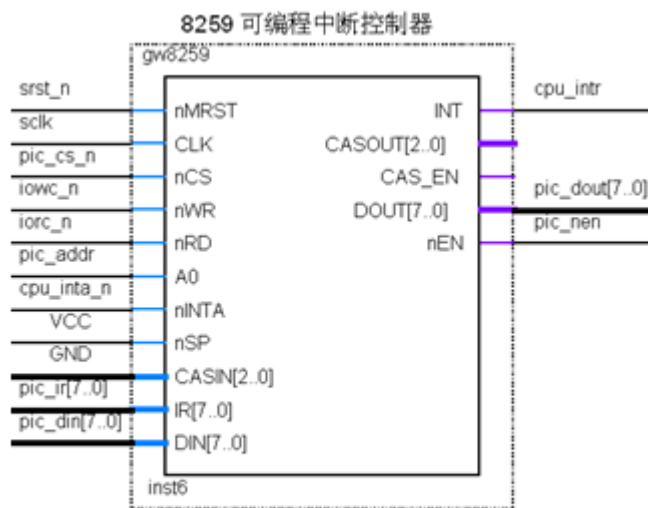 8259 可编程中断控制器
gw8259
srst_n
nMRST
INT
cpu_intr
sclk
CLK
CASOUT[2..0]
pic_cs_n
nCS
CAS_EN
iowc_n
nWR
DOUT[7..0]
pic_dout[7..0]
iorc_n
nRD
nEN
pic_nen
pic_addr
A0
cpu_inta_n
nINTA
VCC
nSP
GND
CASIN[2..0]
pic_ir[7..0]
IR[7..0]
pic_din[7..0]
DIN[7..0]
inst6